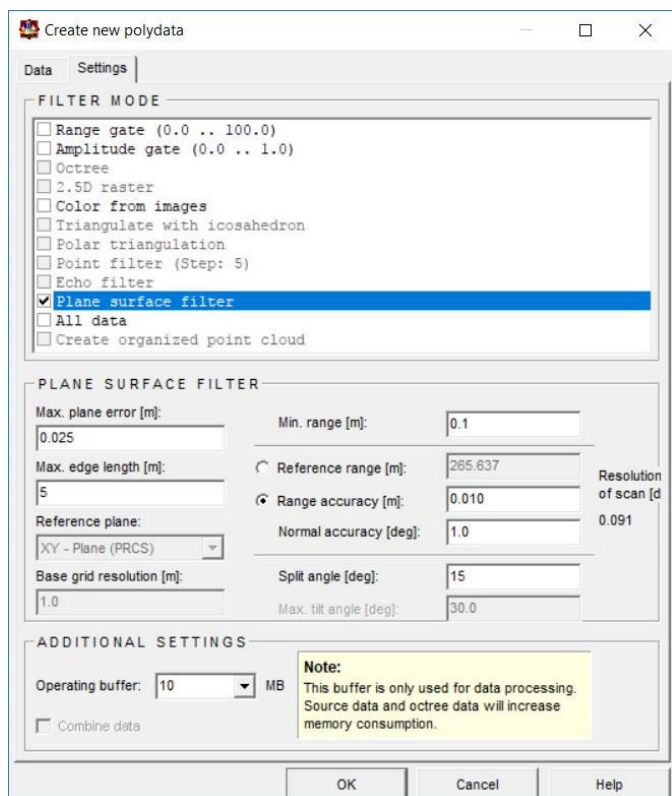 Create new polydata
Data
Settings
FILTER MODE
Range gate (0.0 .. 100.0)
Amplitude gate (0.0 .. 1.0)
Octree
2.5D raster
Color from images
Triangulate with icosahedron
Polar triangulation
Point filter (Step: 5)
Echo filter
Plane surface filter
All data
Create organized point cloud
PLANE SURFACE FILTER
Max. plane error [m]:
0.025
Max. edge length [m]:
5
Reference plane:
XY - Plane (PRCS)
Base grid resolution [m]:
1.0
Min. range [m]:
0.1
Reference range [m]:
265.637
Range accuracy [m]:
0.010
Normal accuracy [deg]:
1.0
Split angle [deg]:
15
Max. tilt angle [deg]:
30.0
Resolution
of scan [d
0.091
ADDITIONAL SETTINGS
Operating buffer:
10
MB
Combine data
Note:
This buffer is only used for data processing.
Source data and octree data will increase
memory consumption.
OK
Cancel
Help